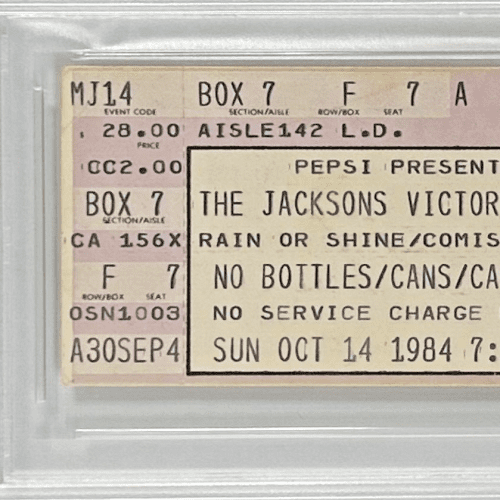 MJ14 BOX 7 F 7 A
EVENT CODE SECTION/AISLE ROW/BOX SEAT
28.00 AISLE142 L.D.
PRICE
CC2.00 PEPSI PRESENT
BOX 7 THE JACKSONS VICTOR
SECTION/AISLE
CA 156X RAIN OR SHINE/COMIS
F 7 NO BOTTLES/CANS/CA
ROW/BOX SEAT
OSN1003 NO SERVICE CHARGE
A30SEP4 SUN OCT 14 1984 7: